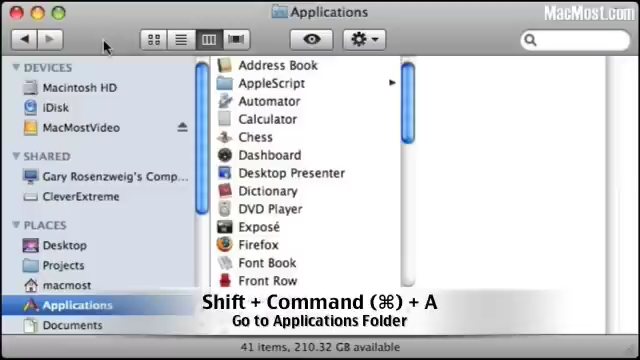 Applications
MacMost.com
DEVICES
Macintosh HD
iDisk
MacMostVideo
SHARED
Gary Rosenzweig's Comp...
CleverExtreme
PLACES
Desktop
Projects
macmost
Applications
Documents
Address Book
AppleScript
Automator
Calculator
Chess
Dashboard
Desktop Presenter
Dictionary
DVD Player
Exposé
Firefox
Font Book
Front Row
Shift + Command (⌘) + A
Go to Applications Folder
41 items, 210.32 GB available